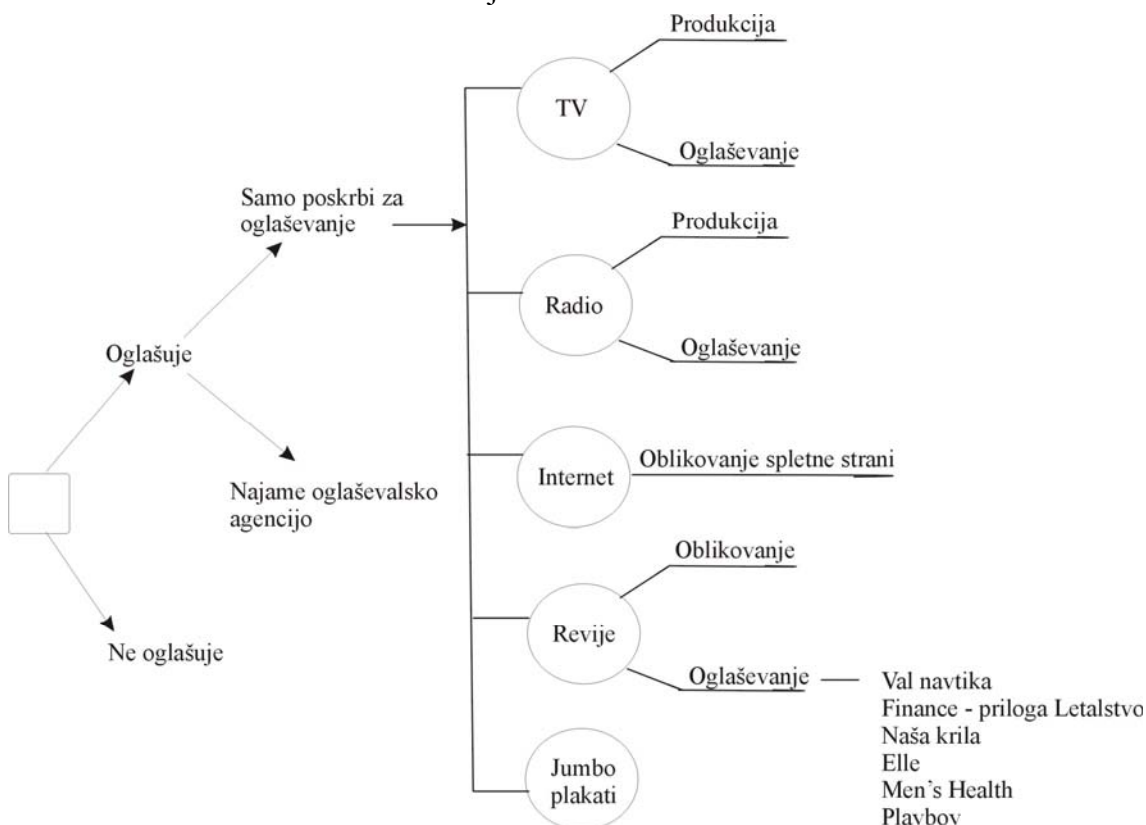 Produkcija
TV
Oglaševanje
Samo poskrbi za
oglaševanje
Produkcija
Radio
Oglaševanje
Oglašuje
Internet
Oblikovanje spletne strani
Najame oglaševalsko
agencijo
Oblikovanje
Revije
Ne oglašuje
Oglaševanje
Val navtika
Finance - priloga Letalstvo
Naša krila
Elle
Men's Health
Playboy
Jumbo
plakati